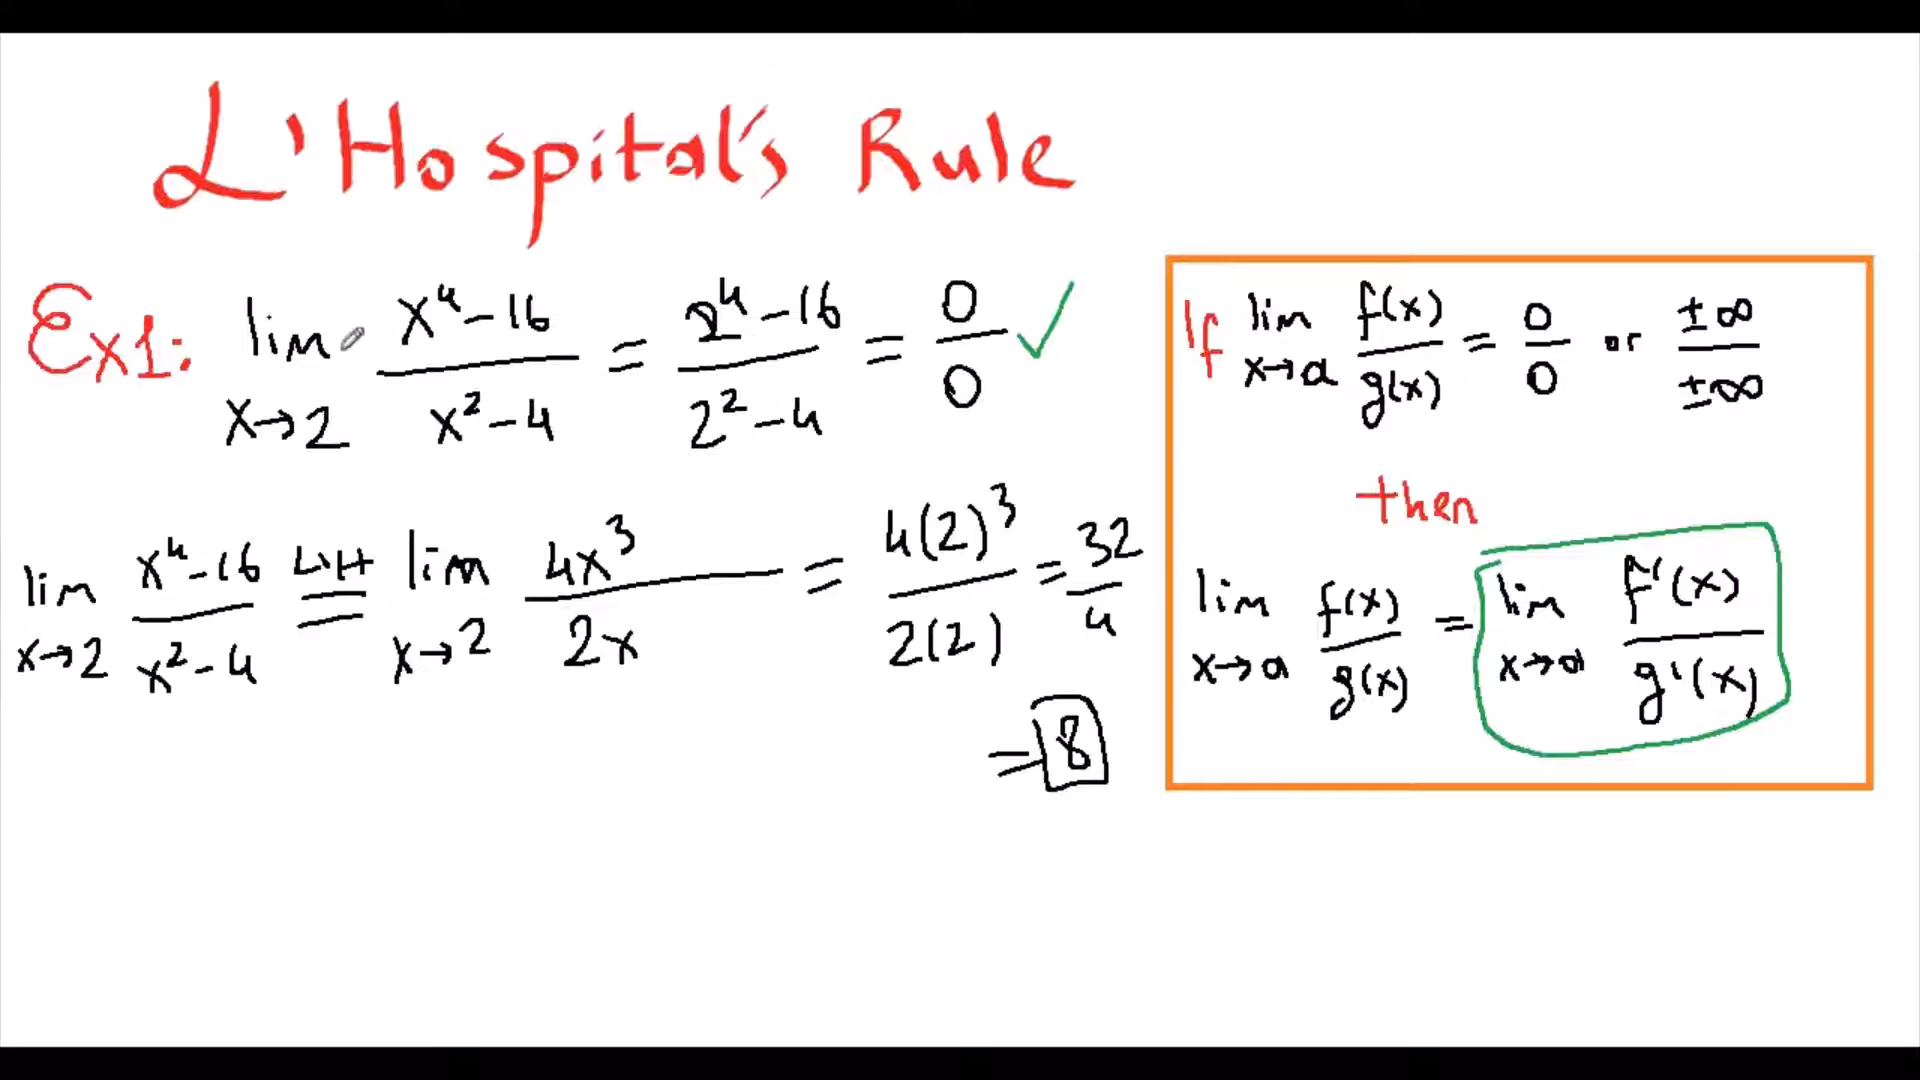 L'Hospital's Rule
Ex1: lim x→2 (x⁴-16)/(x²-4) = (2⁴-16)/(2²-4) = 0/0 ✓
lim x→2 (x⁴-16)/(x²-4) L'H= lim x→2 4x³/2x = 4(2)³/2(2) = 32/4
= 8
If lim x→a f(x)/g(x) = 0/0 or ±∞/±∞
then
lim x→a f(x)/g(x) = lim x→a f'(x)/g'(x)